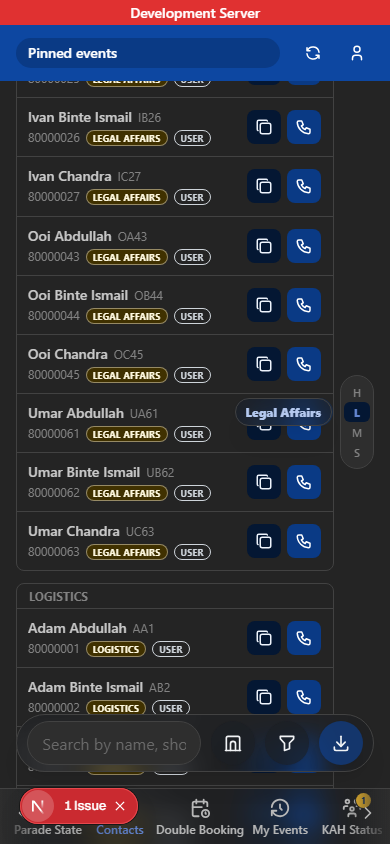 Development Server
Pinned events
LEGAL AFFAIRS USER
Ivan Binte Ismail IB26
80000026 LEGAL AFFAIRS USER
Ivan Chandra IC27
80000027 LEGAL AFFAIRS USER
Ooi Abdullah OA43
80000043 LEGAL AFFAIRS USER
Ooi Binte Ismail OB44
80000044 LEGAL AFFAIRS USER
Ooi Chandra OC45
80000045 LEGAL AFFAIRS USER
Umar Abdullah UA61
80000061 LEGAL AFFAIRS USER
Legal Affairs
H
L
M
S
Umar Binte Ismail UB62
80000062 LEGAL AFFAIRS USER
Umar Chandra UC63
80000063 LEGAL AFFAIRS USER
LOGISTICS
Adam Abdullah AA1
80000001 LOGISTICS USER
Adam Binte Ismail AB2
80000002 LOGISTICS USER
Search by name, sho
N 1 Issue
1
Parade State Contacts Double Booking My Events KAH Status